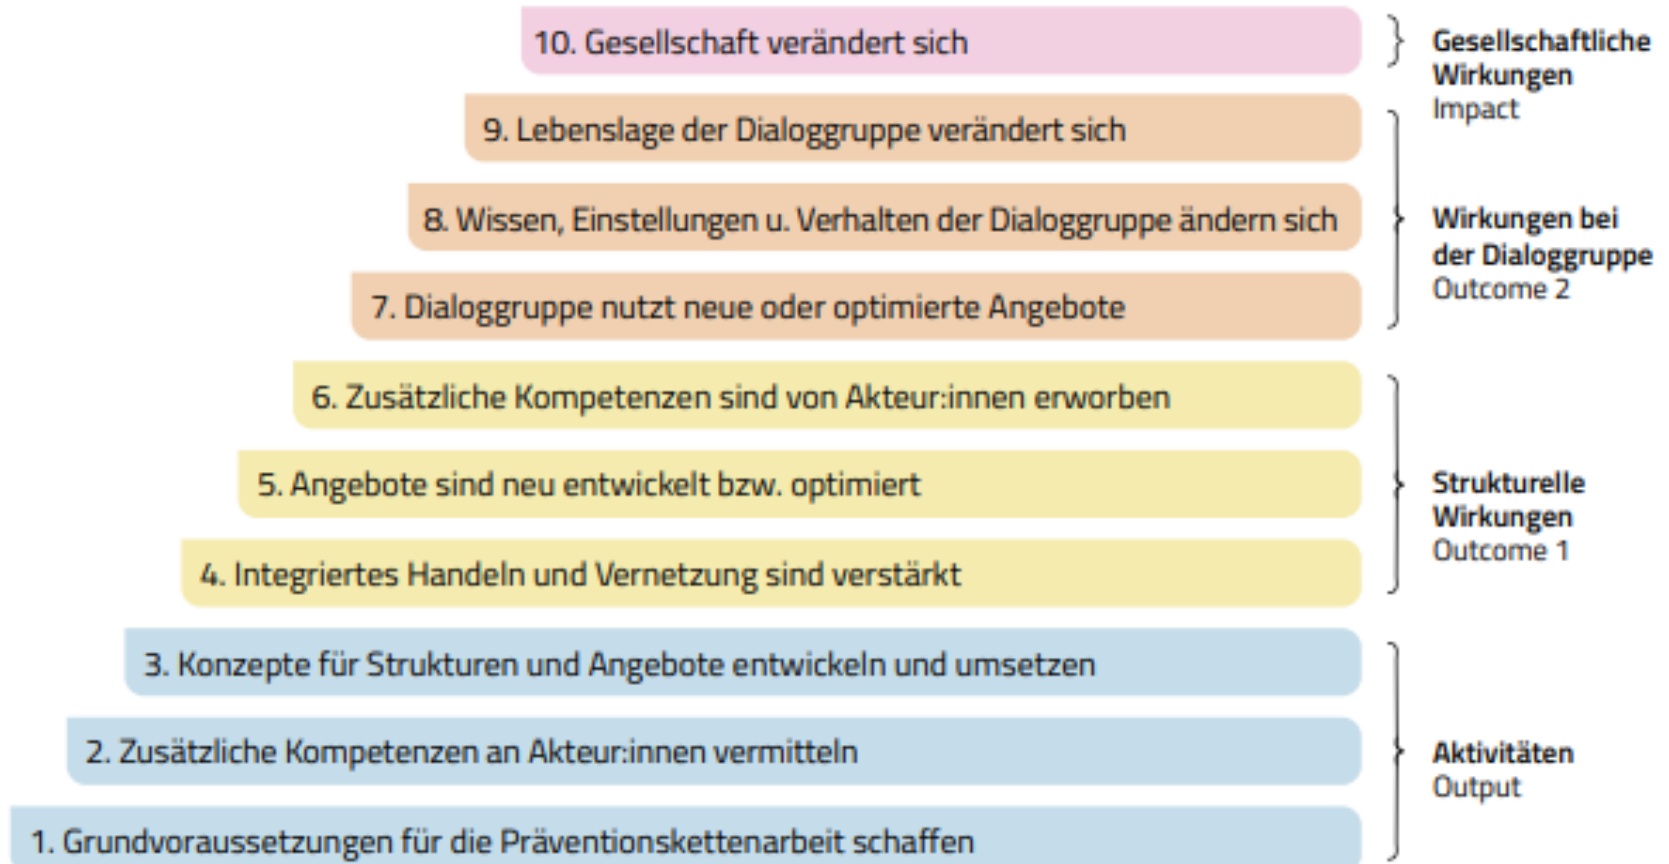 10. Gesellschaft verändert sich
Gesellschaftliche
Wirkungen
Impact
9. Lebenslage der Dialoggruppe verändert sich
8. Wissen, Einstellungen u. Verhalten der Dialoggruppe ändern sich
Wirkungen bei
der Dialoggruppe
Outcome 2
7. Dialoggruppe nutzt neue oder optimierte Angebote
6. Zusätzliche Kompetenzen sind von Akteur:innen erworben
5. Angebote sind neu entwickelt bzw. optimiert
Strukturelle
Wirkungen
Outcome 1
4. Integriertes Handeln und Vernetzung sind verstärkt
3. Konzepte für Strukturen und Angebote entwickeln und umsetzen
2. Zusätzliche Kompetenzen an Akteur:innen vermitteln
Aktivitäten
Output
1. Grundvoraussetzungen für die Präventionskettenarbeit schaffen